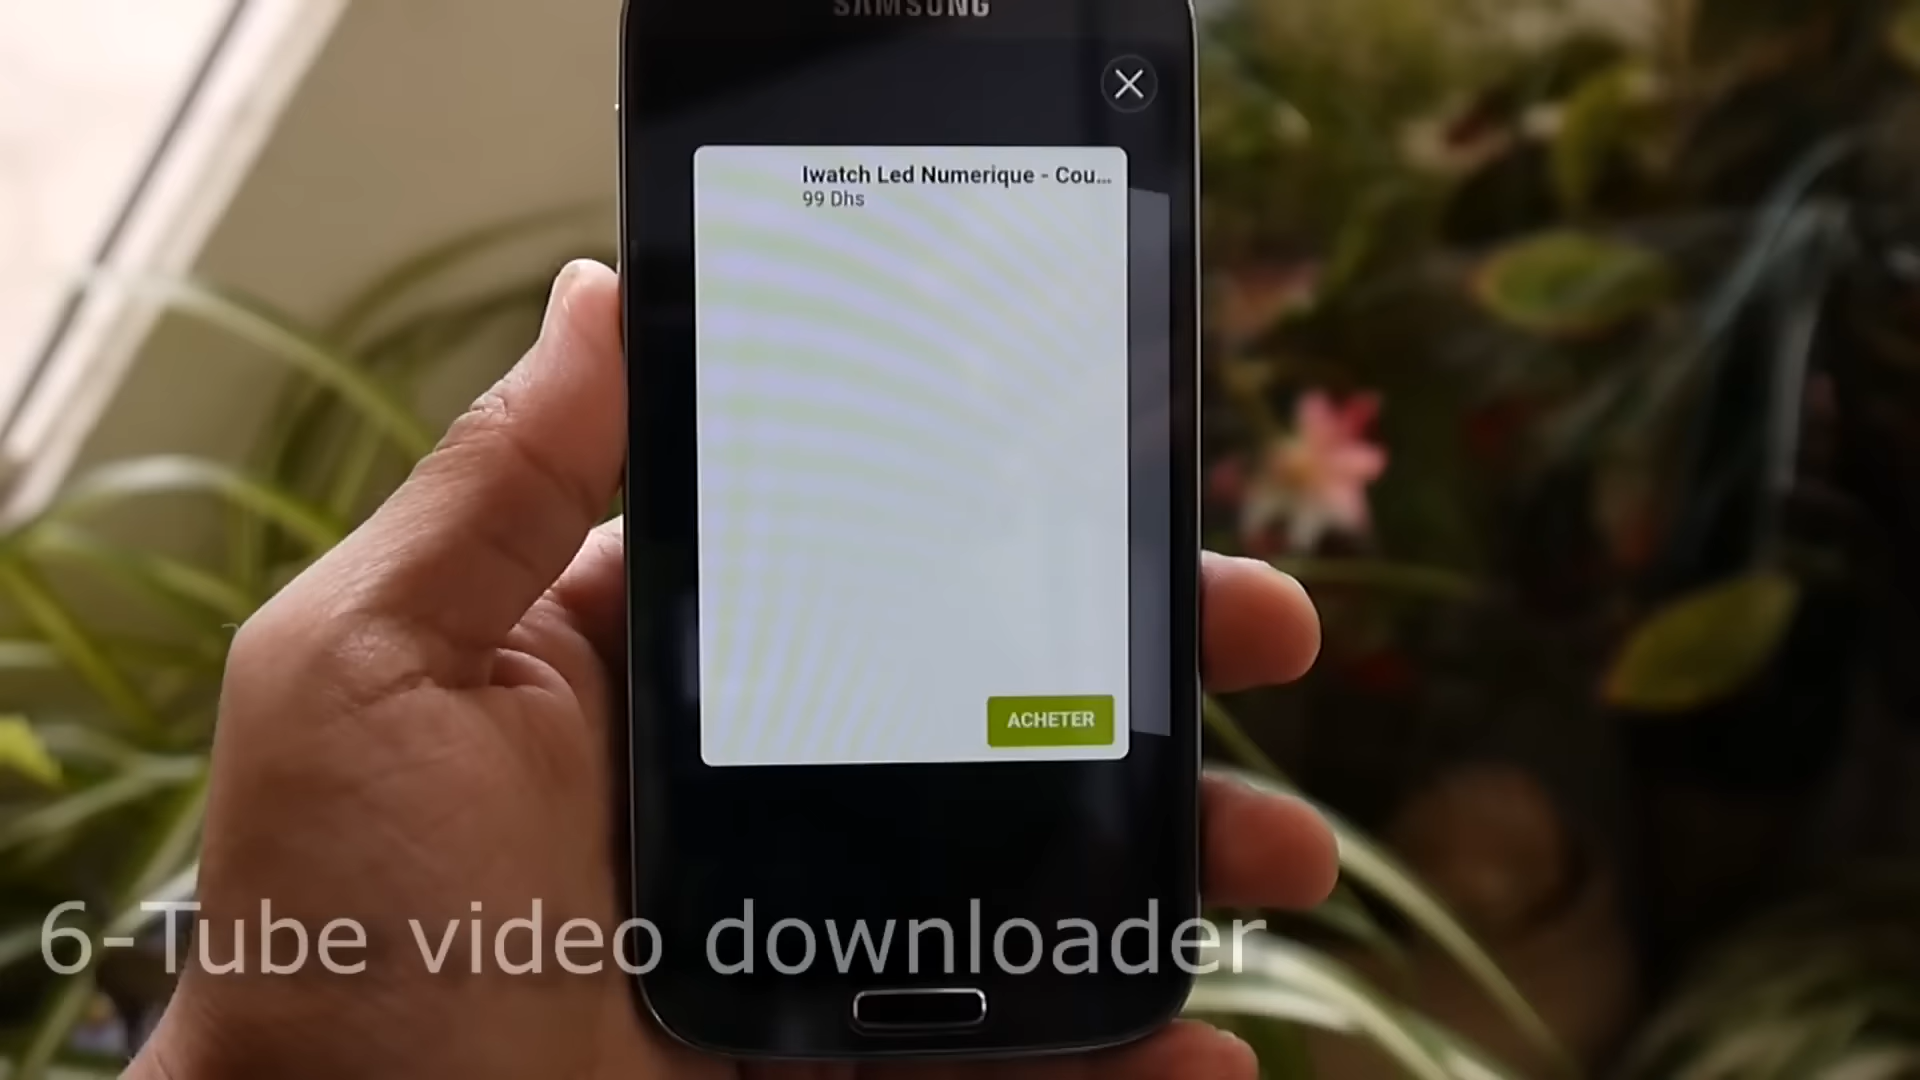 SAMSUNG
Iwatch Led Numerique - Cou...
99 Dhs
ACHETER
6-Tube video downloader